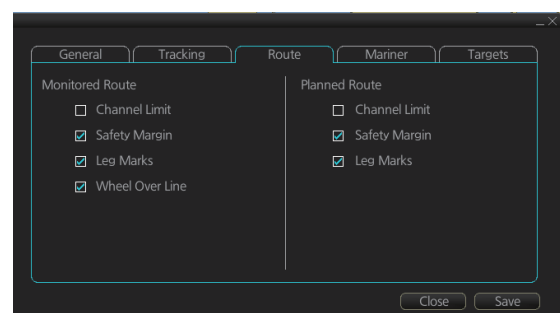 General Tracking Route Mariner Targets
Monitored Route
Channel Limit
Safety Margin
Leg Marks
Wheel Over Line
Planned Route
Channel Limit
Safety Margin
Leg Marks
Close Save